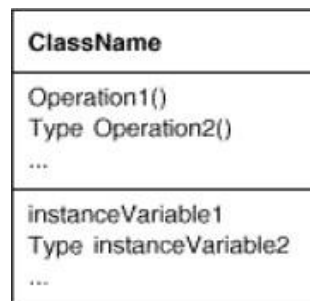 ClassName
Operation1()
Type Operation2()
...
instanceVariable1
Type instanceVariable2
...